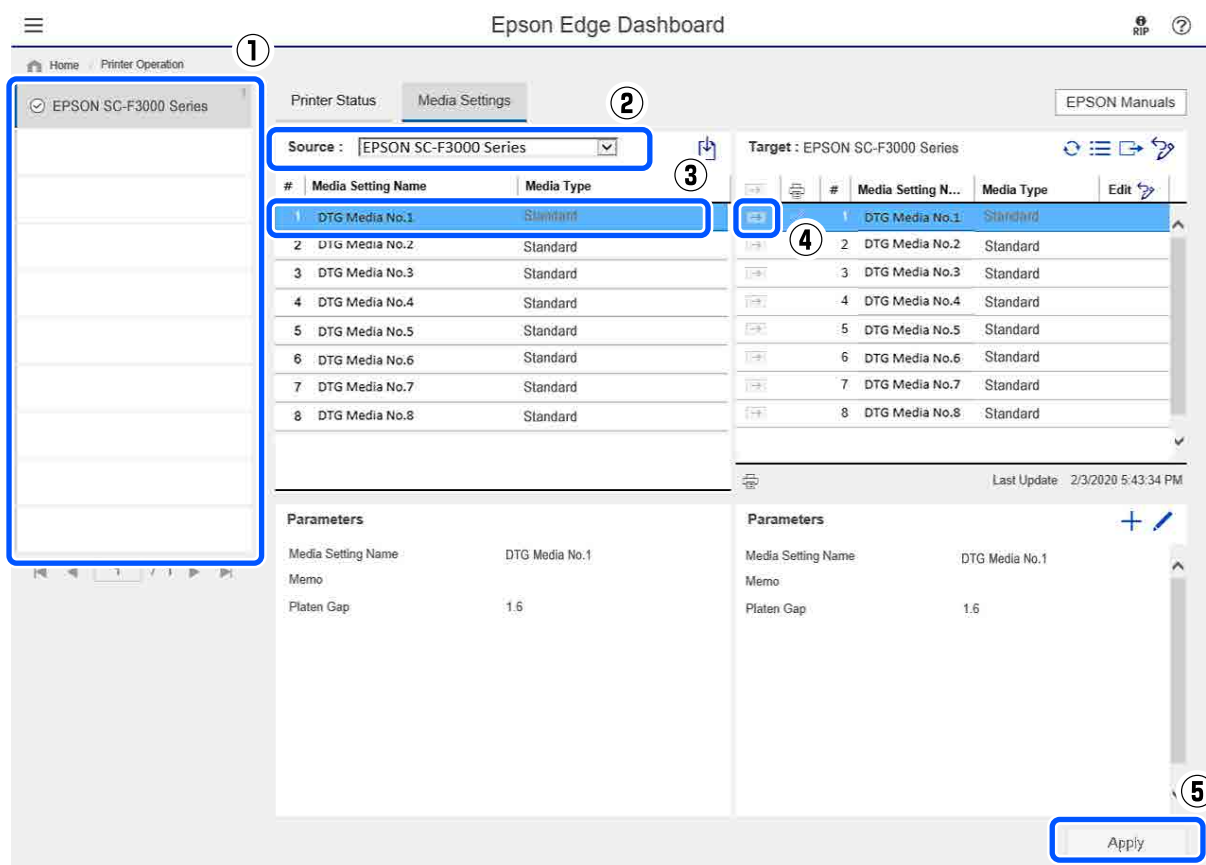 Epson Edge Dashboard
RIP
?
①
Home / Printer Operation
EPSON SC-F3000 Series
1
Printer Status
Media Settings
②
EPSON Manuals
Source : EPSON SC-F3000 Series
Target : EPSON SC-F3000 Series
③
# Media Setting Name Media Type
# Media Setting N... Media Type Edit
1 DTG Media No.1 Standard
1 DTG Media No.1 Standard
④
2 DTG Media No.2 Standard
2 DTG Media No.2 Standard
3 DTG Media No.3 Standard
3 DTG Media No.3 Standard
4 DTG Media No.4 Standard
4 DTG Media No.4 Standard
5 DTG Media No.5 Standard
5 DTG Media No.5 Standard
6 DTG Media No.6 Standard
6 DTG Media No.6 Standard
7 DTG Media No.7 Standard
7 DTG Media No.7 Standard
8 DTG Media No.8 Standard
8 DTG Media No.8 Standard
Last Update 2/3/2020 5:43:34 PM
Parameters
Media Setting Name DTG Media No.1
Memo
Platen Gap 1.6
Parameters
Media Setting Name DTG Media No.1
Memo
Platen Gap 1.6
1 / 1
⑤
Apply